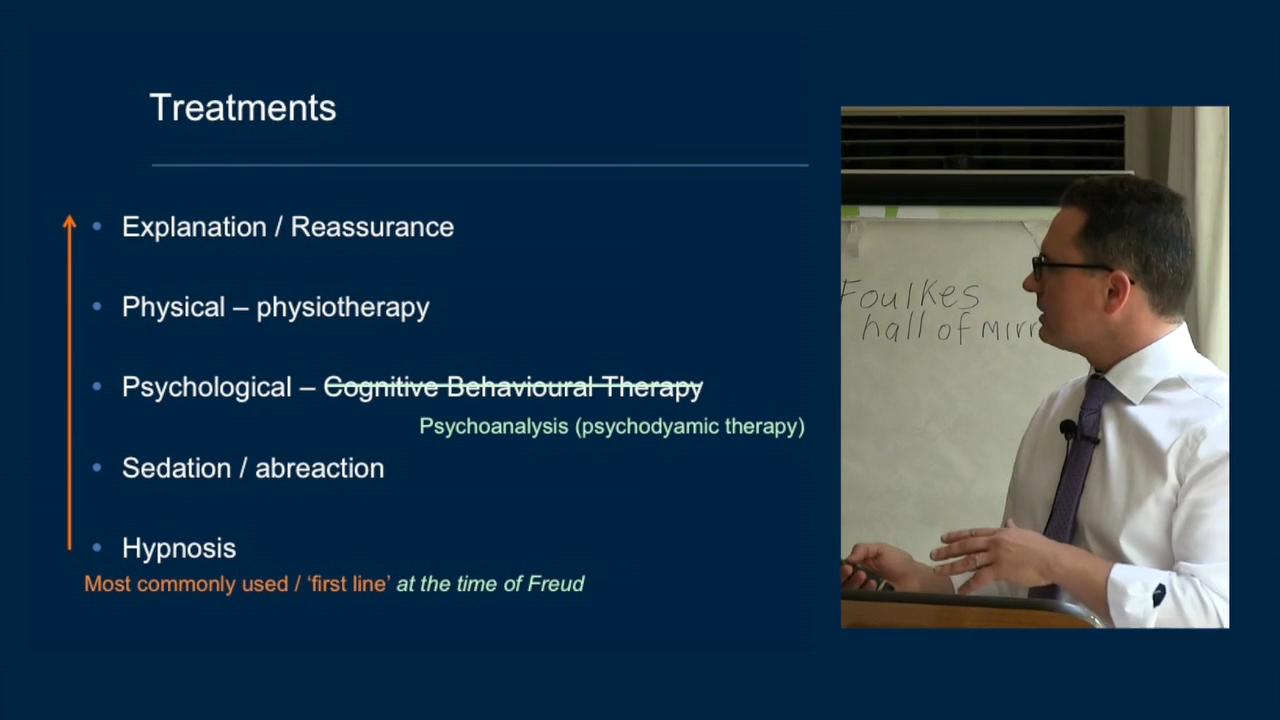 Treatments
• Explanation / Reassurance
• Physical – physiotherapy
• Psychological – Cognitive Behavioural Therapy
Psychoanalysis (psychodyamic therapy)
• Sedation / abreaction
• Hypnosis
Most commonly used / ‘first line’ at the time of Freud
Foulkes
hall of mirr